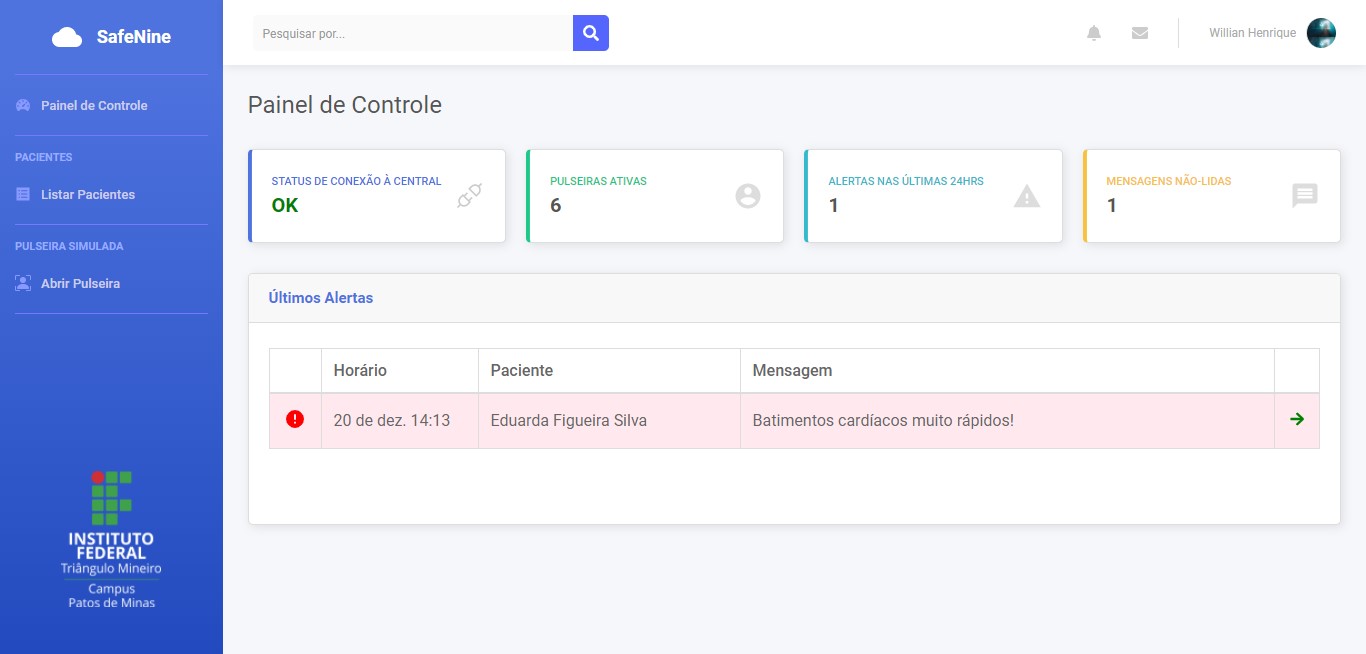 SafeNine
Painel de Controle
PACIENTES
Listar Pacientes
PULSEIRA SIMULADA
Abrir Pulseira
INSTITUTO
FEDERAL
Triângulo Mineiro
Campus
Patos de Minas
Pesquisar por...
Willian Henrique
Painel de Controle
STATUS DE CONEXÃO À CENTRAL
OK
PULSEIRAS ATIVAS
6
ALERTAS NAS ÚLTIMAS 24HRS
1
MENSAGENS NÃO-LIDAS
1
Últimos Alertas
Horário Paciente Mensagem
20 de dez. 14:13 Eduarda Figueira Silva Batimentos cardíacos muito rápidos!